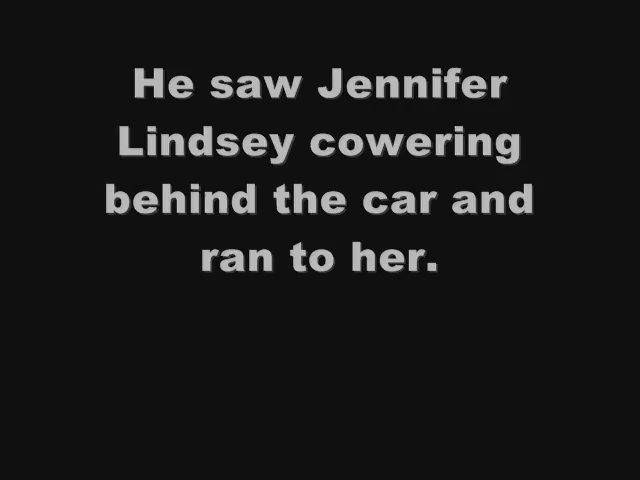 He saw Jennifer
Lindsey cowering
behind the car and
ran to her.